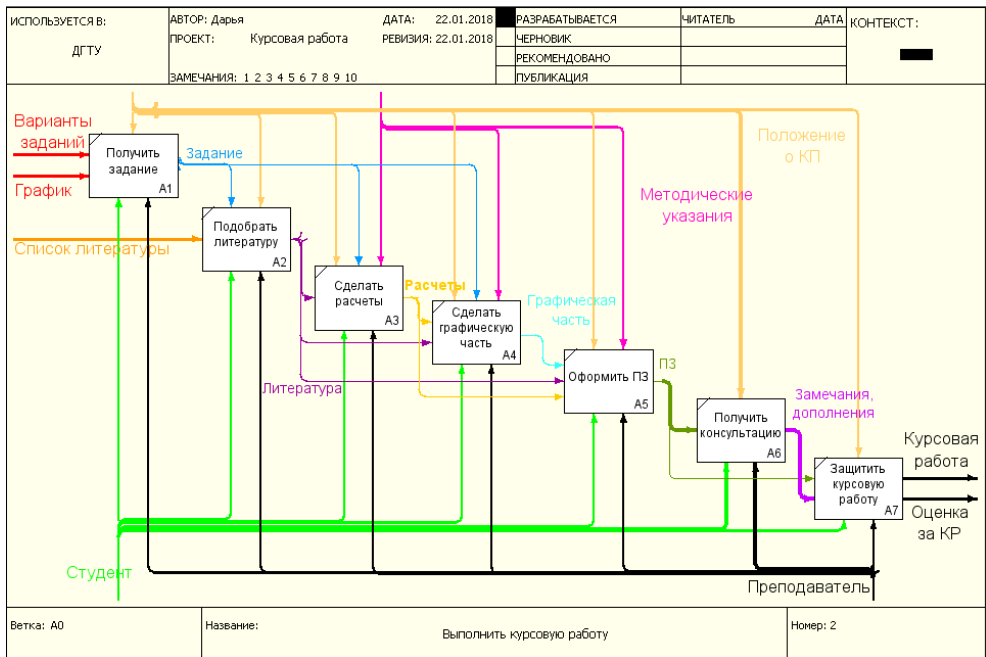 ИСПОЛЬЗУЕТСЯ В:
ДГТУ
АВТОР: Дарья
ДАТА: 22.01.2018
ПРОЕКТ: Курсовая работа
РЕВИЗИЯ: 22.01.2018
ЗАМЕЧАНИЯ: 1 2 3 4 5 6 7 8 9 10
РАЗРАБАТЫВАЕТСЯ
ЧЕРНОВИК
РЕКОМЕНДОВАНО
ПУБЛИКАЦИЯ
ЧИТАТЕЛЬ
ДАТА
КОНТЕКСТ:
Варианты
заданий
График
Получить
задание
A1
Задание
Положение
о КП
Методические
указания
Список литературы
Подобрать
литературу
A2
Сделать
расчеты
A3
Расчеты
Сделать
графическую
часть
A4
Графическая
часть
Литература
Оформить ПЗ
A5
ПЗ
Получить
консультацию
A6
Замечания,
дополнения
Защитить
курсовую
работу
A7
Курсовая
работа
Оценка
за КР
Студент
Преподаватель
Ветка: A0
Название:
Выполнить курсовую работу
Номер: 2